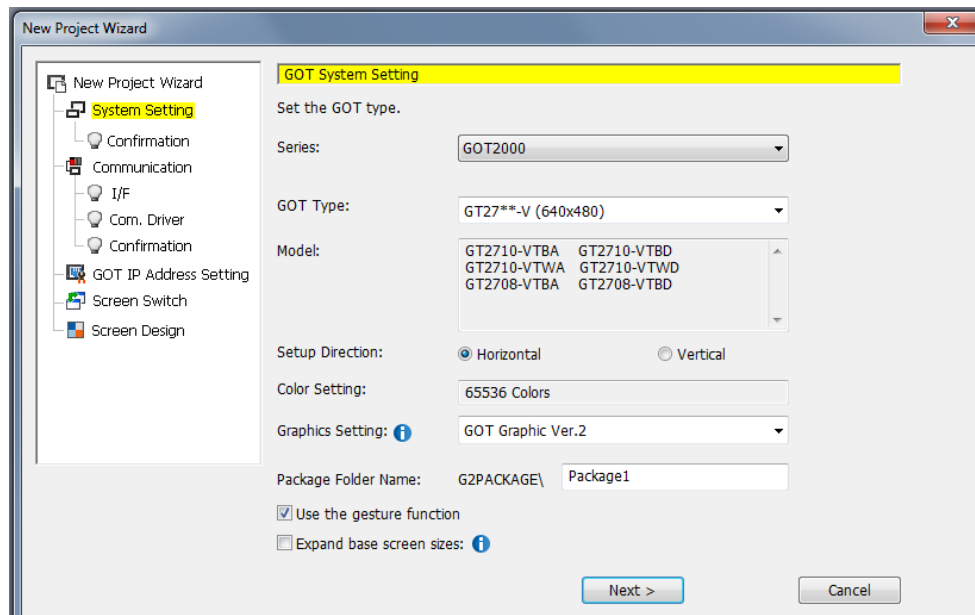 New Project Wizard
New Project Wizard
System Setting
Confirmation
Communication
I/F
Com. Driver
Confirmation
GOT IP Address Setting
Screen Switch
Screen Design
GOT System Setting
Set the GOT type.
Series: GOT2000
GOT Type: GT27**-V (640x480)
Model: GT2710-VTBA GT2710-VTBD
GT2710-VTWA GT2710-VTWD
GT2708-VTBA GT2708-VTBD
Setup Direction: Horizontal Vertical
Color Setting: 65536 Colors
Graphics Setting: GOT Graphic Ver.2
Package Folder Name: G2PACKAGE\ Package1
Use the gesture function
Expand base screen sizes:
Next > Cancel